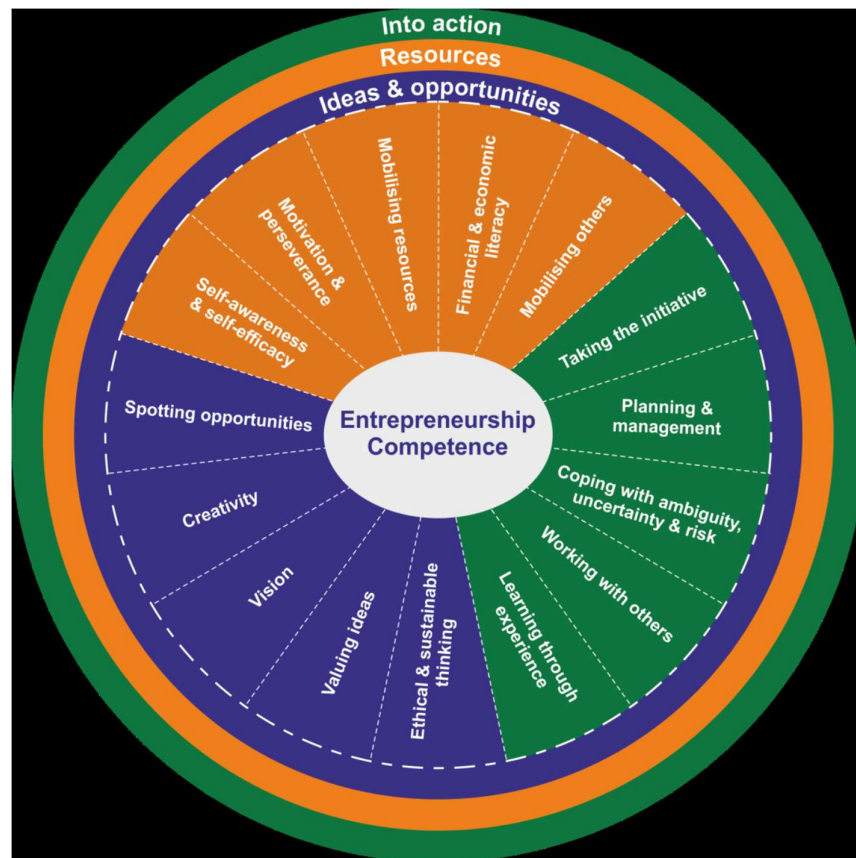 Into action
Resources
Ideas & opportunities
Self-awareness
& self-efficacy
Motivation &
perseverance
Mobilising resources
Financial & economic
literacy
Mobilising others
Taking the initiative
Planning &
management
Coping with ambiguity,
uncertainty & risk
Working with others
Learning through
experience
Ethical & sustainable
thinking
Valuing ideas
Vision
Creativity
Spotting opportunities
Entrepreneurship
Competence